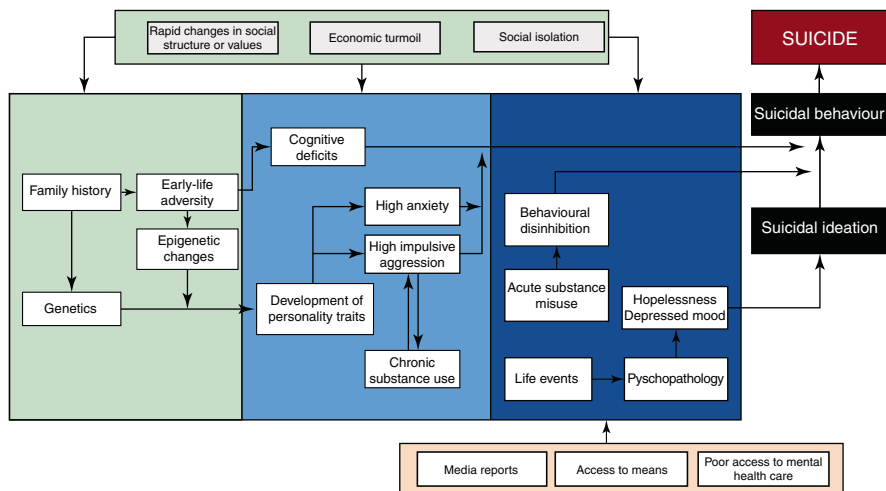 Rapid changes in social
structure or values
Economic turmoil
Social isolation
SUICIDE
Suicidal behaviour
Cognitive
deficits
Family history
Early-life
adversity
High anxiety
Behavioural
disinhibition
Suicidal ideation
Epigenetic
changes
High impulsive
aggression
Genetics
Development of
personality traits
Acute substance
misuse
Hopelessness
Depressed mood
Chronic
substance use
Life events
Pyschopathology
Media reports
Access to means
Poor access to mental
health care